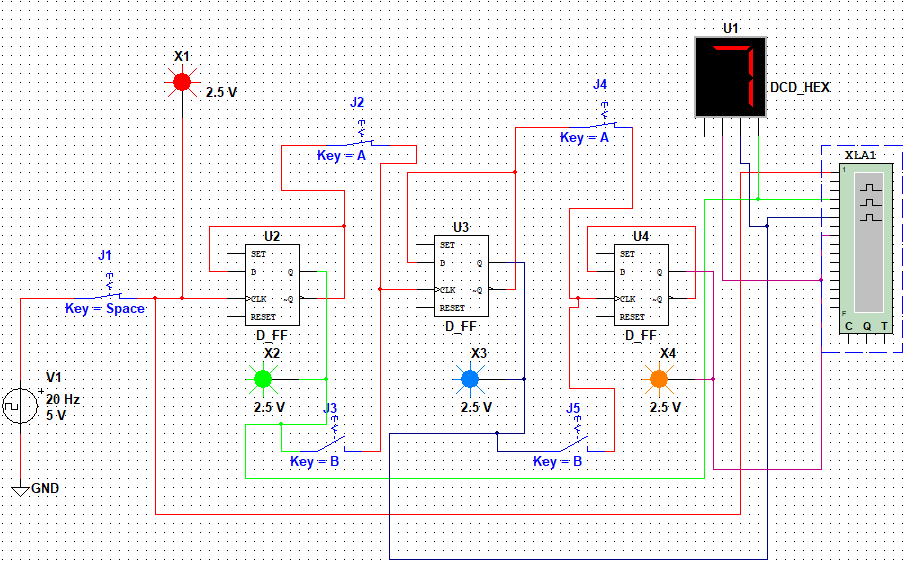 U1
X1
2.5 V
J2
J4
DCD_HEX
Key = A
Key = A
XLA1
1
U2
U3
U4
SET
D
Q
CLK
~Q
RESET
D_FF
SET
D
Q
CLK
~Q
RESET
D_FF
SET
D
Q
CLK
~Q
RESET
D_FF
J1
Key = Space
F
C Q T
X2
X3
X4
2.5 V
2.5 V
2.5 V
V1
+
20 Hz
5 V
J3
J5
Key = B
Key = B
GND
7